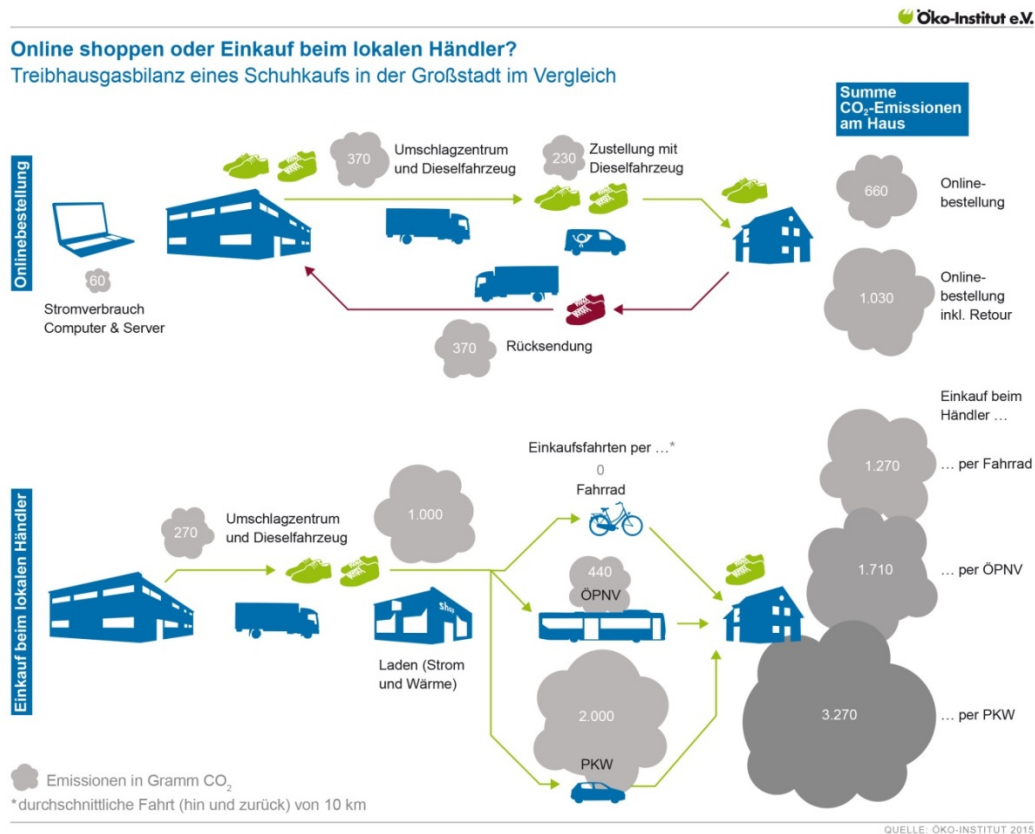 Öko-Institut e.V.
Online shoppen oder Einkauf beim lokalen Händler?
Treibhausgasbilanz eines Schuhkaufs in der Großstadt im Vergleich
Summe
CO₂-Emissionen
am Haus
Onlinebestellung
370
Umschlagzentrum
und Dieselfahrzeug
230
Zustellung mit
Dieselfahrzeug
660
Online-
bestellung
60
Stromverbrauch
Computer & Server
370
Rücksendung
1.030
Online-
bestellung
inkl. Retour
Einkauf beim lokalen Händler
270
Umschlagzentrum
und Dieselfahrzeug
1.000
Shop
Laden (Strom
und Wärme)
Einkaufsfahrten per …*
0
Fahrrad
440
ÖPNV
2.000
PKW
Einkauf beim
Händler …
1.270
… per Fahrrad
1.710
… per ÖPNV
3.270
… per PKW
Emissionen in Gramm CO₂
*durchschnittliche Fahrt (hin und zurück) von 10 km
QUELLE: ÖKO-INSTITUT 2015